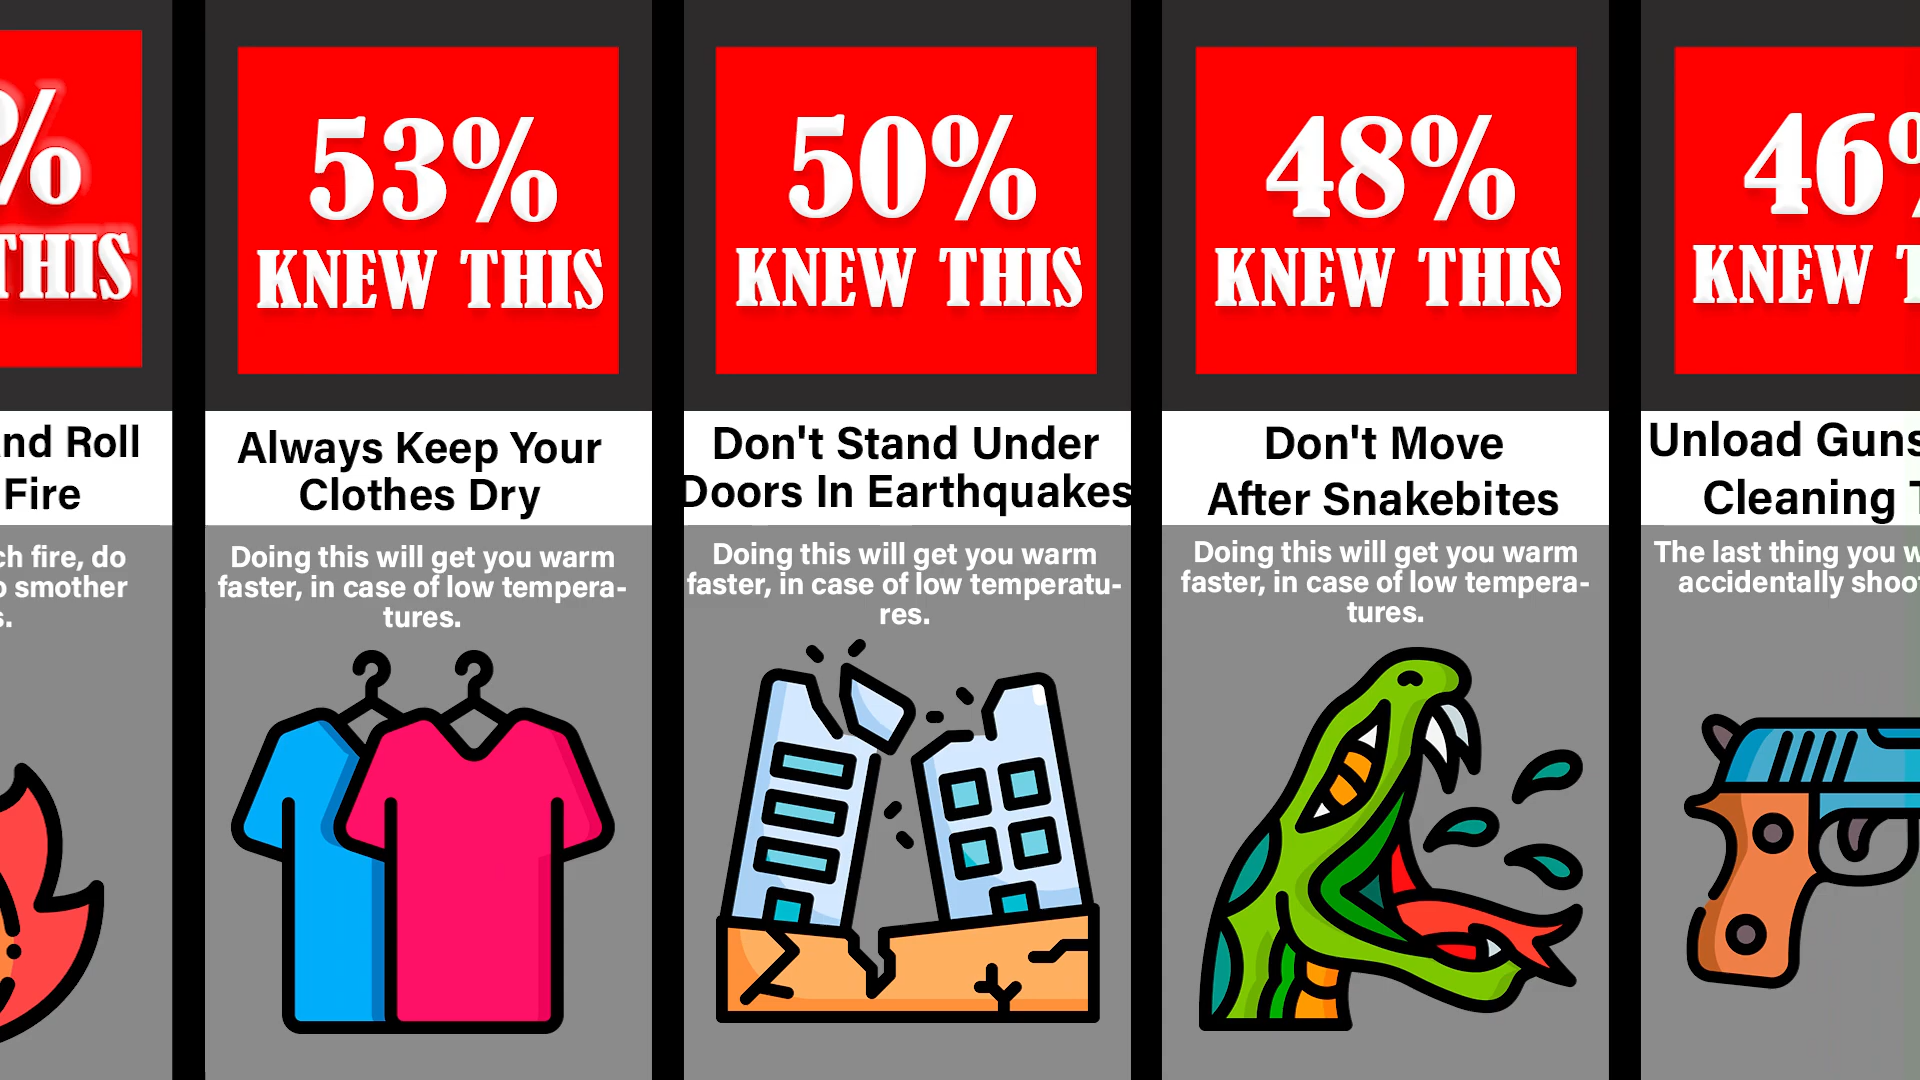 %
THIS
nd Roll
Fire
ch fire, do
o smother
s.
53%
KNEW THIS
Always Keep Your
Clothes Dry
Doing this will get you warm
faster, in case of low tempera-
tures.
50%
KNEW THIS
Don't Stand Under
Doors In Earthquakes
Doing this will get you warm
faster, in case of low temperatu-
res.
48%
KNEW THIS
Don't Move
After Snakebites
Doing this will get you warm
faster, in case of low tempera-
tures.
46%
KNEW T
Unload Guns
Cleaning T
The last thing you w
accidentally shoot